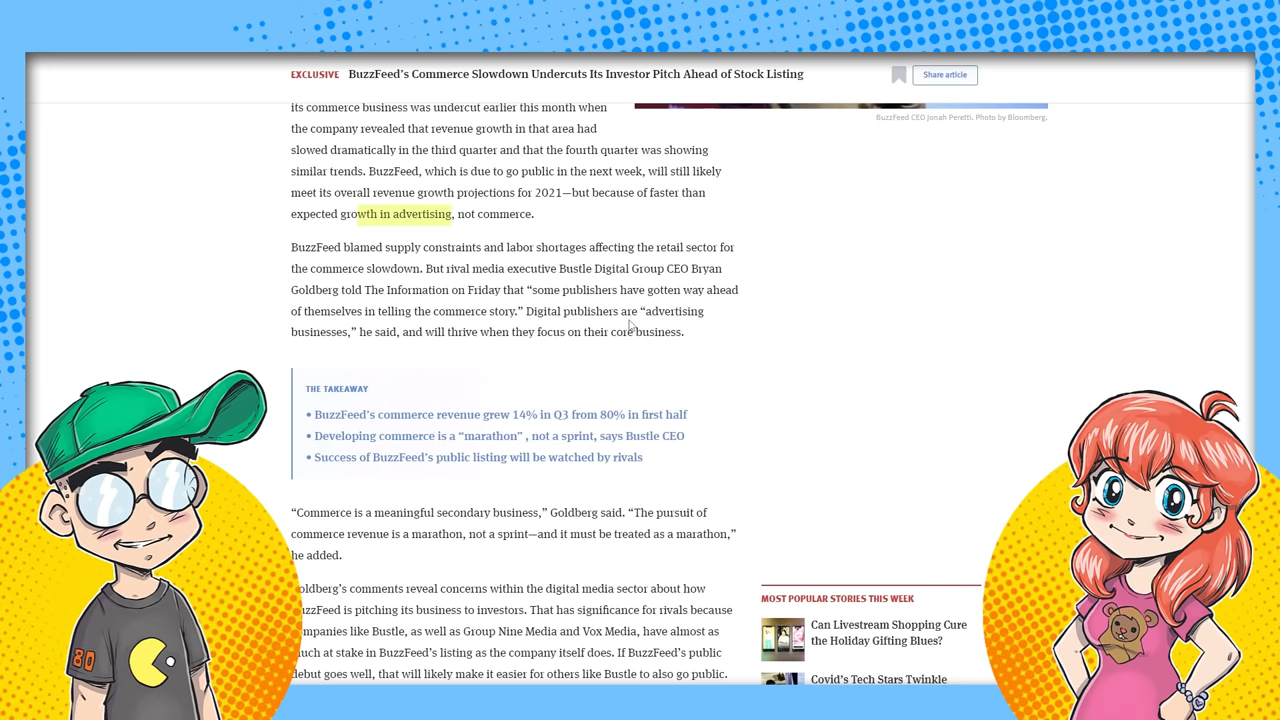 EXCLUSIVE BuzzFeed’s Commerce Slowdown Undercuts Its Investor Pitch Ahead of Stock Listing
Share article
its commerce business was undercut earlier this month when
the company revealed that revenue growth in that area had
slowed dramatically in the third quarter and that the fourth quarter was showing
similar trends. BuzzFeed, which is due to go public in the next week, will still likely
meet its overall revenue growth projections for 2021—but because of faster than
expected growth in advertising, not commerce.
BuzzFeed CEO Jonah Peretti. Photo by Bloomberg.
BuzzFeed blamed supply constraints and labor shortages affecting the retail sector for
the commerce slowdown. But rival media executive Bustle Digital Group CEO Bryan
Goldberg told The Information on Friday that “some publishers have gotten way ahead
of themselves in telling the commerce story.” Digital publishers are “advertising
businesses,” he said, and will thrive when they focus on their core business.
THE TAKEAWAY
• BuzzFeed’s commerce revenue grew 14% in Q3 from 80% in first half
• Developing commerce is a “marathon” , not a sprint, says Bustle CEO
• Success of BuzzFeed’s public listing will be watched by rivals
“Commerce is a meaningful secondary business,” Goldberg said. “The pursuit of
commerce revenue is a marathon, not a sprint—and it must be treated as a marathon,”
he added.
oldberg’s comments reveal concerns within the digital media sector about how
uzzFeed is pitching its business to investors. That has significance for rivals because
ompanies like Bustle, as well as Group Nine Media and Vox Media, have almost as
uch at stake in BuzzFeed’s listing as the company itself does. If BuzzFeed’s public
debut goes well, that will likely make it easier for others like Bustle to also go public.
MOST POPULAR STORIES THIS WEEK
Can Livestream Shopping Cure
the Holiday Gifting Blues?
Covid’s Tech Stars Twinkle
80